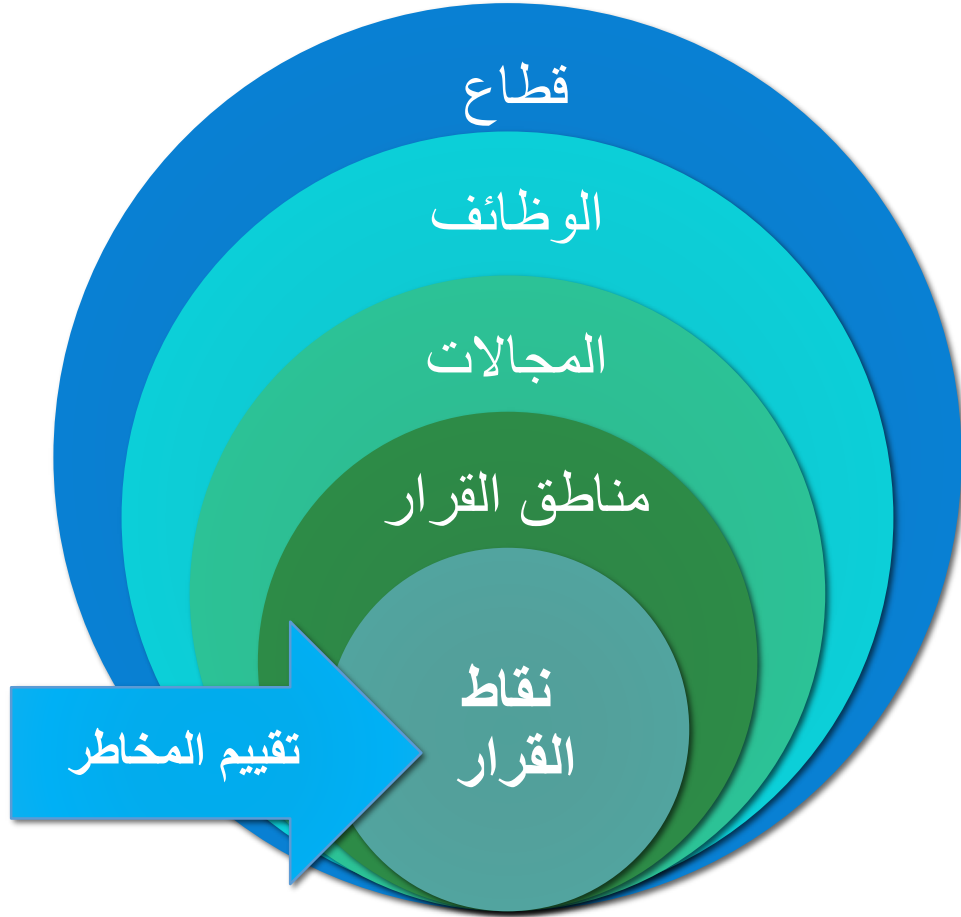 قطاع
الوظائف
المجالات
مناطق القرار
نقاط
القرار
تقييم المخاطر